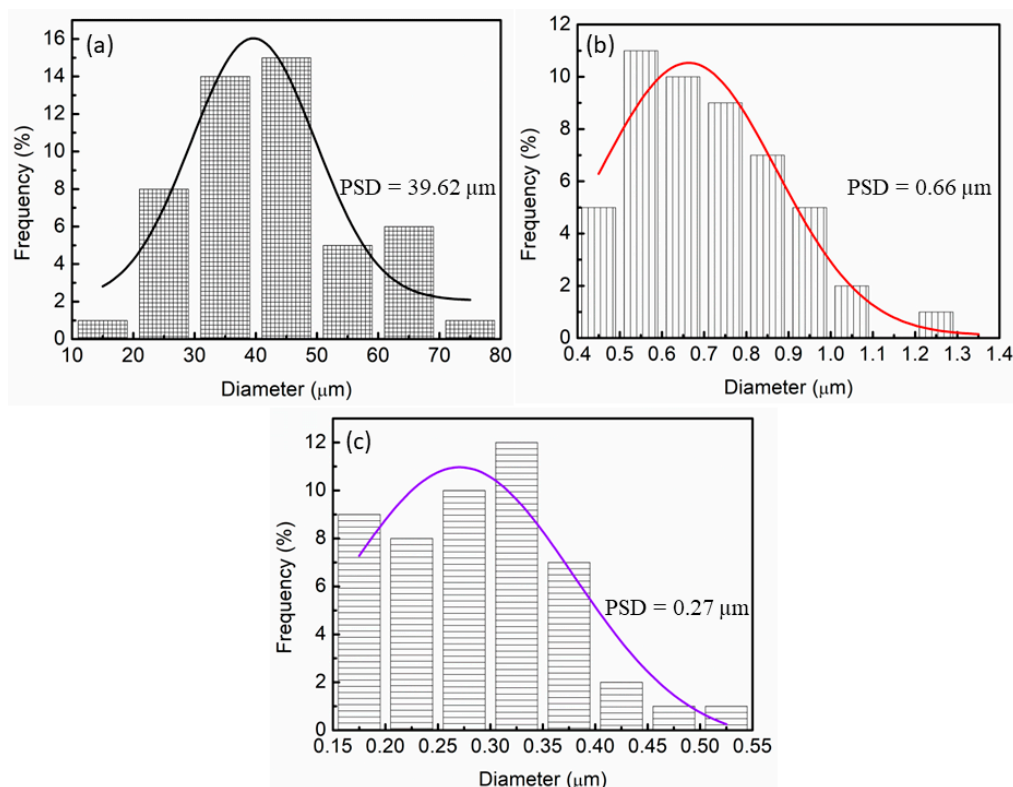 (a)
16
14
12
10
8
6
4
2
0
Frequency (%)
PSD = 39.62 μm
10 20 30 40 50 60 70 80
Diameter (μm)
(b)
12
10
8
6
4
2
0
Frequency (%)
PSD = 0.66 μm
0.4 0.5 0.6 0.7 0.8 0.9 1.0 1.1 1.2 1.3 1.4
Diameter (μm)
(c)
12
10
8
6
4
2
0
Frequency (%)
PSD = 0.27 μm
0.15 0.20 0.25 0.30 0.35 0.40 0.45 0.50 0.55
Diameter (μm)